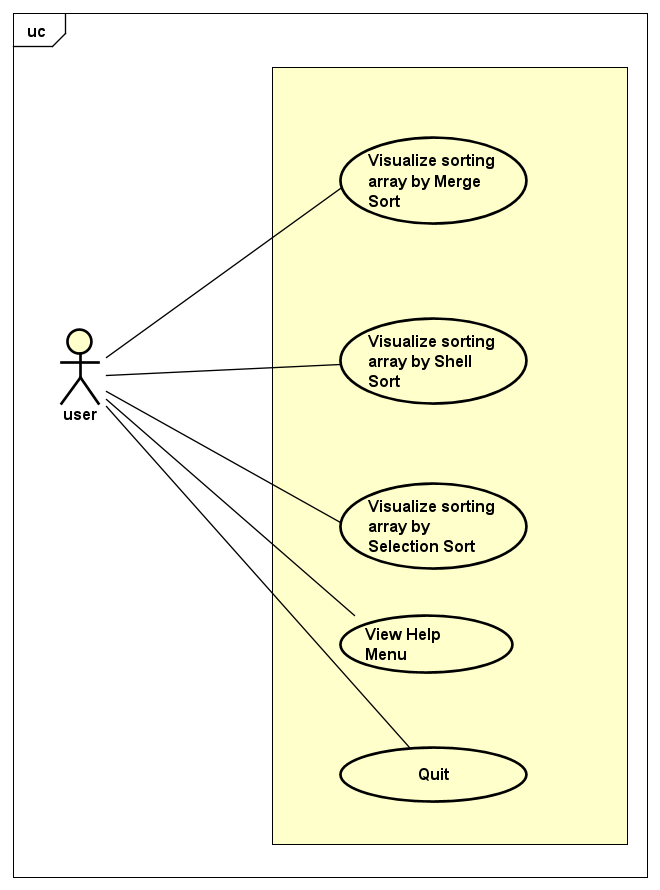 uc
Visualize sorting
array by Merge
Sort
Visualize sorting
array by Shell
Sort
user
Visualize sorting
array by
Selection Sort
View Help
Menu
Quit